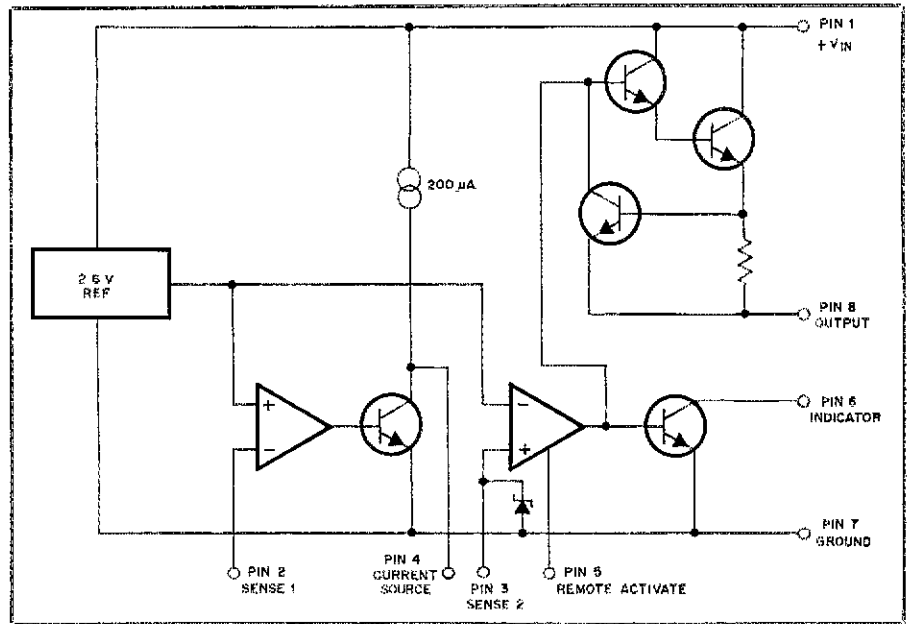 PIN 1
+VIN
200 µA
2 6 V
REF
PIN 8
OUTPUT
+
−
−
+
PIN 6
INDICATOR
PIN 7
GROUND
PIN 2
SENSE 1
PIN 4
CURRENT
SOURCE
PIN 3
SENSE 2
PIN 5
REMOTE ACTIVATE